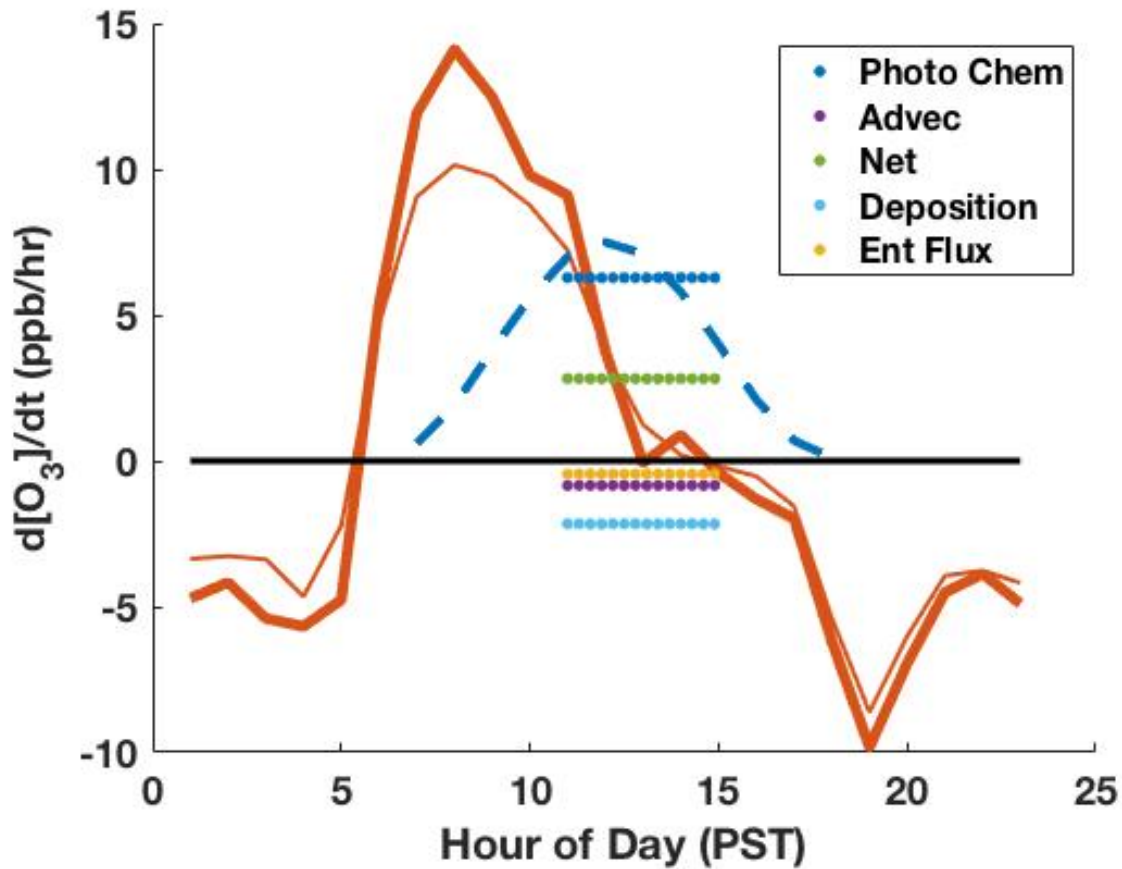 15
10
5
0
-5
-10
0
5
10
15
20
25
d[O3]/dt (ppb/hr)
Hour of Day (PST)
Photo Chem
Advec
Net
Deposition
Ent Flux